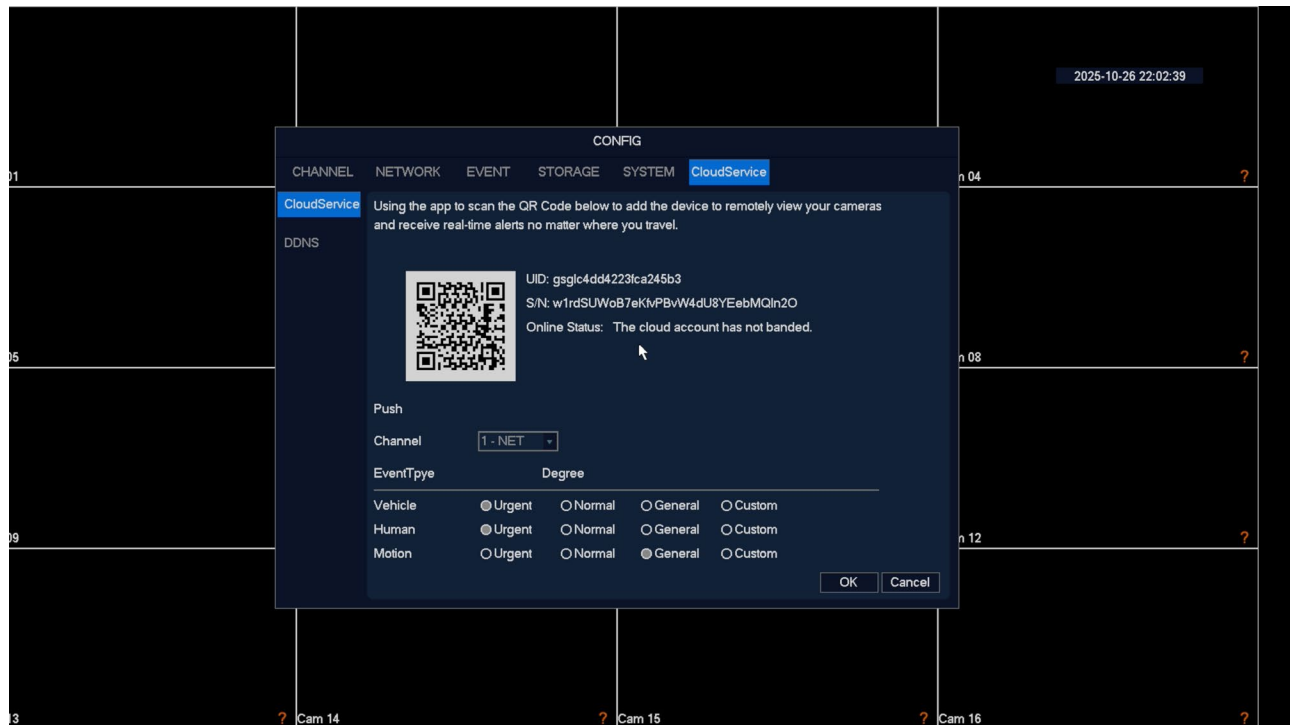 2025-10-26 22:02:39
CONFIG
CHANNEL NETWORK EVENT STORAGE SYSTEM CloudService
01
n 04 ?
CloudService
Using the app to scan the QR Code below to add the device to remotely view your cameras
and receive real-time alerts no matter where you travel.
DDNS
UID: gsglc4dd4223fca245b3
S/N: w1rdSUWoB7eKfvPBvW4dU8YEebMQIn2O
Online Status: The cloud account has not banded.
05
n 08 ?
Push
Channel 1 - NET
EventTpye Degree
Vehicle Urgent Normal General Custom
Human Urgent Normal General Custom
09
n 12 ?
Motion Urgent Normal General Custom
OK Cancel
13 ? Cam 14 ? Cam 15 ? Cam 16 ?